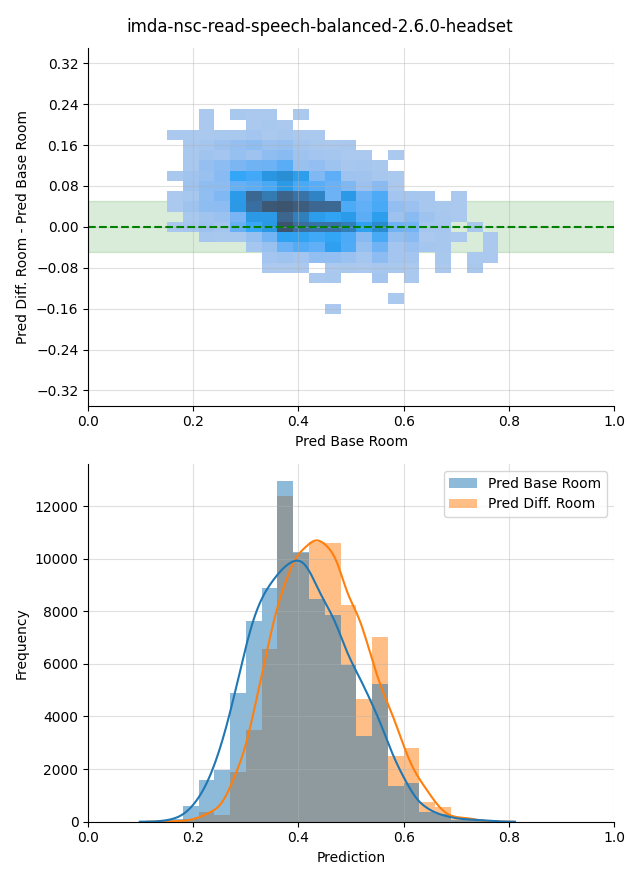 imda-nsc-read-speech-balanced-2.6.0-headset
0.32
0.24
0.16
0.08
0.00
−0.08
−0.16
−0.24
−0.32
Pred Diff. Room - Pred Base Room
0.0 0.2 0.4 0.6 0.8 1.0
Pred Base Room
Pred Base Room
Pred Diff. Room
12000
10000
8000
6000
4000
2000
0
Frequency
0.0 0.2 0.4 0.6 0.8 1.0
Prediction